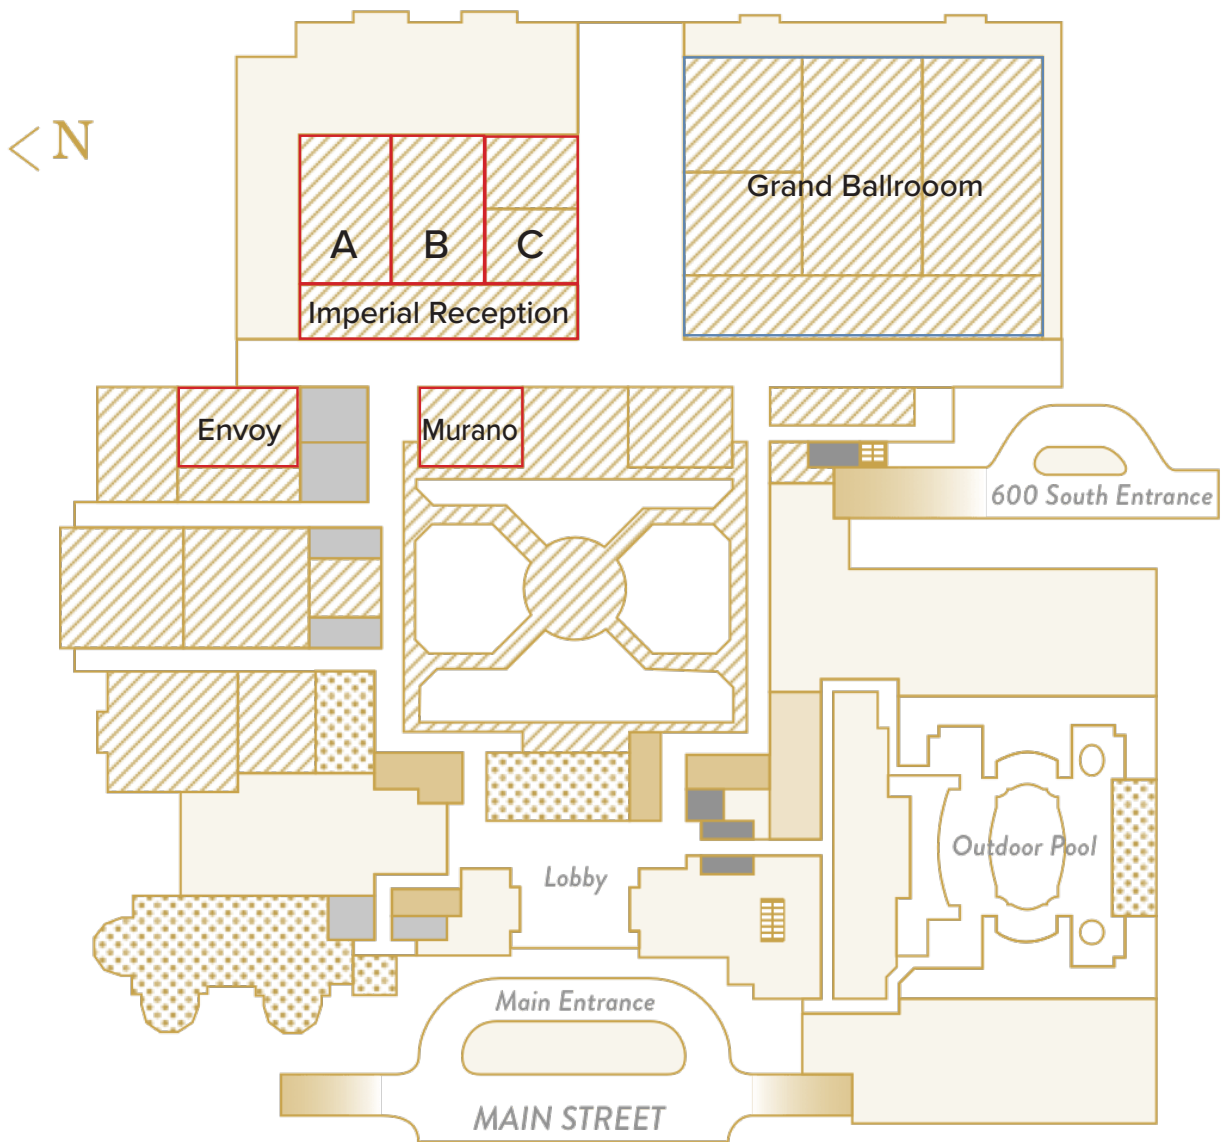 N
Grand Ballrooom
A
B
C
Imperial Reception
Envoy
Murano
600 South Entrance
Outdoor Pool
Lobby
Main Entrance
MAIN STREET